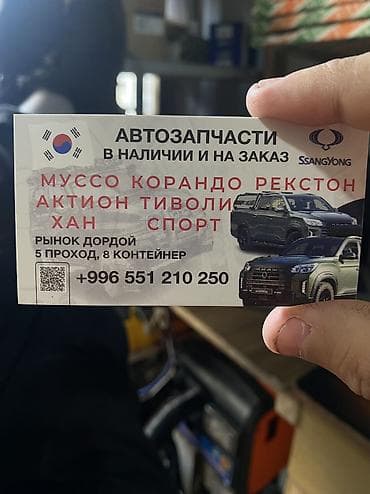 АВТОЗАПЧАСТИ
В НАЛИЧИИ И НА ЗАКАЗ
SSANGYONG
МУССО КОРАНДО РЕКСТОН
АКТИОН ТИВОЛИ
ХАН СПОРТ
РЫНОК ДОРДОЙ
5 ПРОХОД, 8 КОНТЕЙНЕР
+996 551 210 250